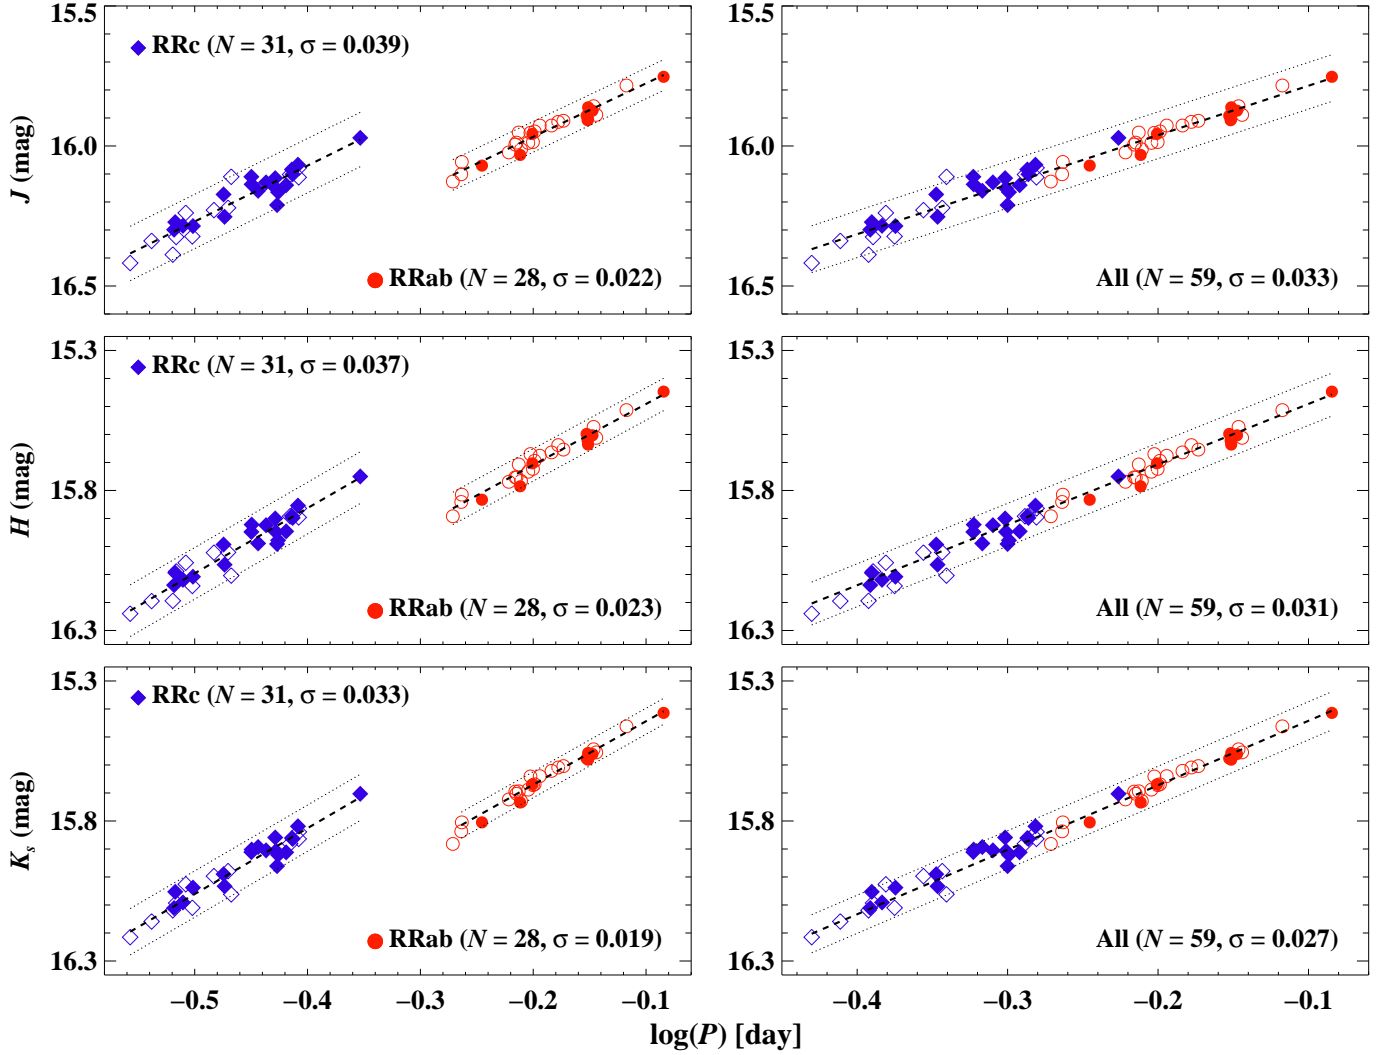 15.5
16.0
16.5
J (mag)
RRc (N = 31, σ = 0.039)
RRab (N = 28, σ = 0.022)
15.5
16.0
16.5
All (N = 59, σ = 0.033)
15.3
15.8
16.3
H (mag)
RRc (N = 31, σ = 0.037)
RRab (N = 28, σ = 0.023)
15.3
15.8
16.3
All (N = 59, σ = 0.031)
15.3
15.8
16.3
Ks (mag)
RRc (N = 31, σ = 0.033)
RRab (N = 28, σ = 0.019)
15.3
15.8
16.3
All (N = 59, σ = 0.027)
−0.5 −0.4 −0.3 −0.2 −0.1
−0.4 −0.3 −0.2 −0.1
log(P) [day]